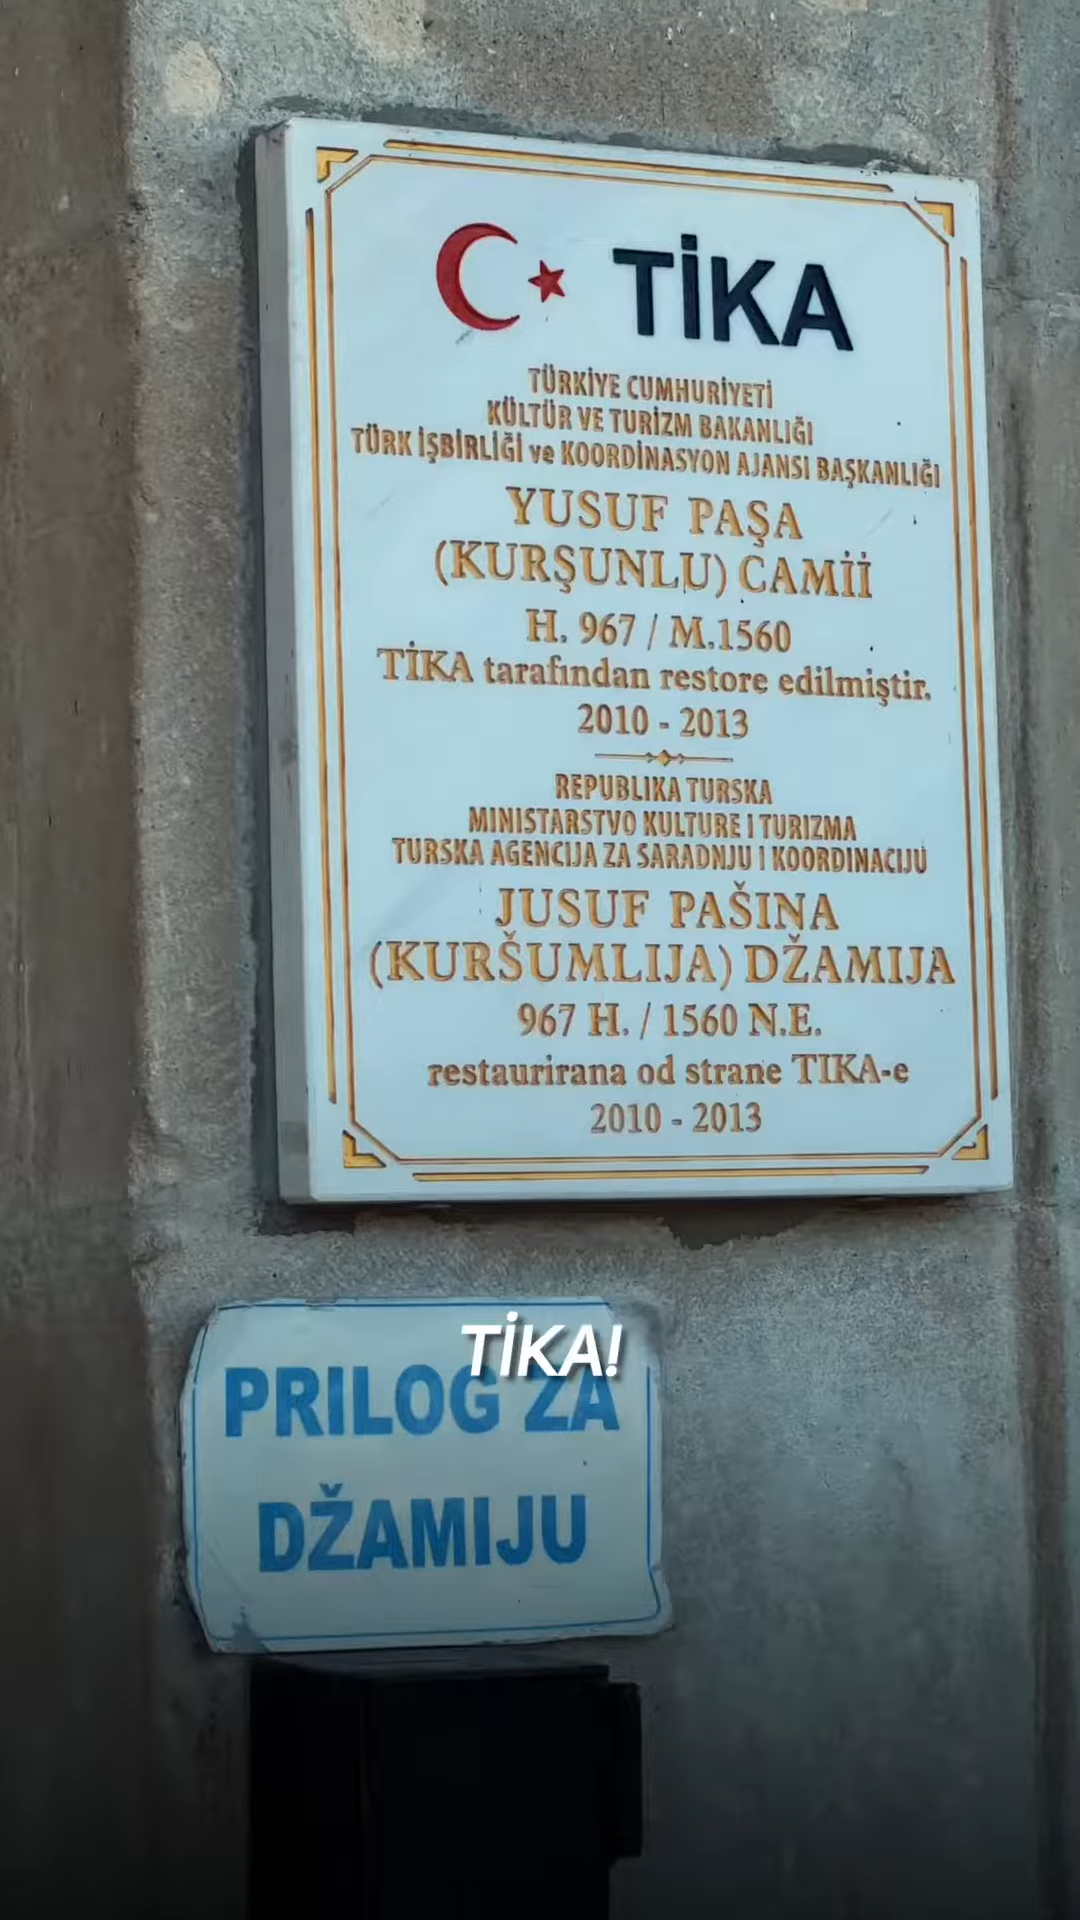 TİKA
TÜRKİYE CUMHURİYETİ
KÜLTÜR VE TURİZM BAKANLIĞI
TÜRK İŞBİRLİĞİ ve KOORDİNASYON AJANSI BAŞKANLIĞI
YUSUF PAŞA
(KURŞUNLU) CAMİİ
H. 967 / M.1560
TİKA tarafından restore edilmiştir.
2010 - 2013
REPUBLIKA TURSKA
MINISTARSTVO KULTURE I TURIZMA
TURSKA AGENCIJA ZA SARADNJU I KOORDINACIJU
JUSUF PAŠINA
(KURŠUMLIJA) DŽAMIJA
967 H. / 1560 N.E.
restaurirana od strane TIKA-e
2010 - 2013
TİKA!
PRILOG ZA
DŽAMIJU